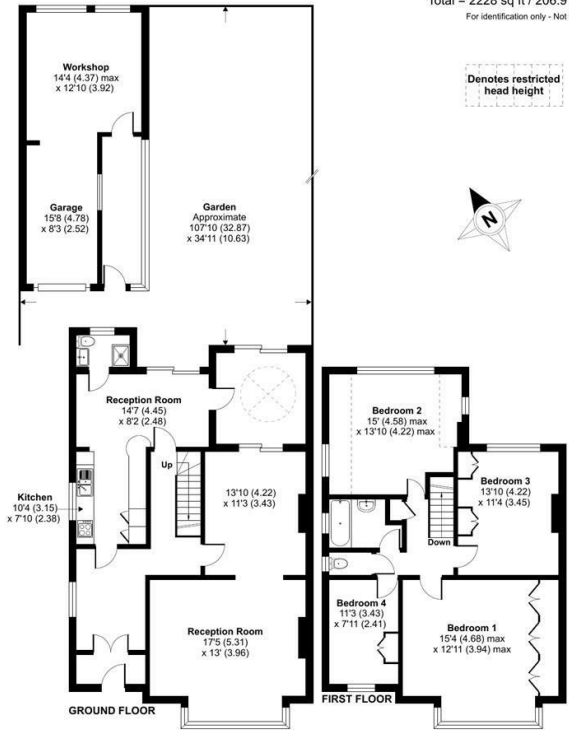 Total = 2228 sq ft / 206.9
For identification only - Not
Denotes restricted
head height
Workshop
14'4 (4.37) max
x 12'10 (3.92)
Garage
15'8 (4.78)
x 8'3 (2.52)
Garden
Approximate
107'10 (32.87)
x 34'11 (10.63)
N
Reception Room
14'7 (4.45)
x 8'2 (2.48)
Up
Kitchen
10'4 (3.15)
x 7'10 (2.38)
13'10 (4.22)
x 11'3 (3.43)
Reception Room
17'5 (5.31)
x 13' (3.96)
GROUND FLOOR
Bedroom 2
15' (4.58) max
x 13'10 (4.22) max
Bedroom 3
13'10 (4.22)
x 11'4 (3.45)
Down
Bedroom 4
11'3 (3.43)
x 7'11 (2.41)
Bedroom 1
15'4 (4.68) max
x 12'11 (3.94) max
FIRST FLOOR